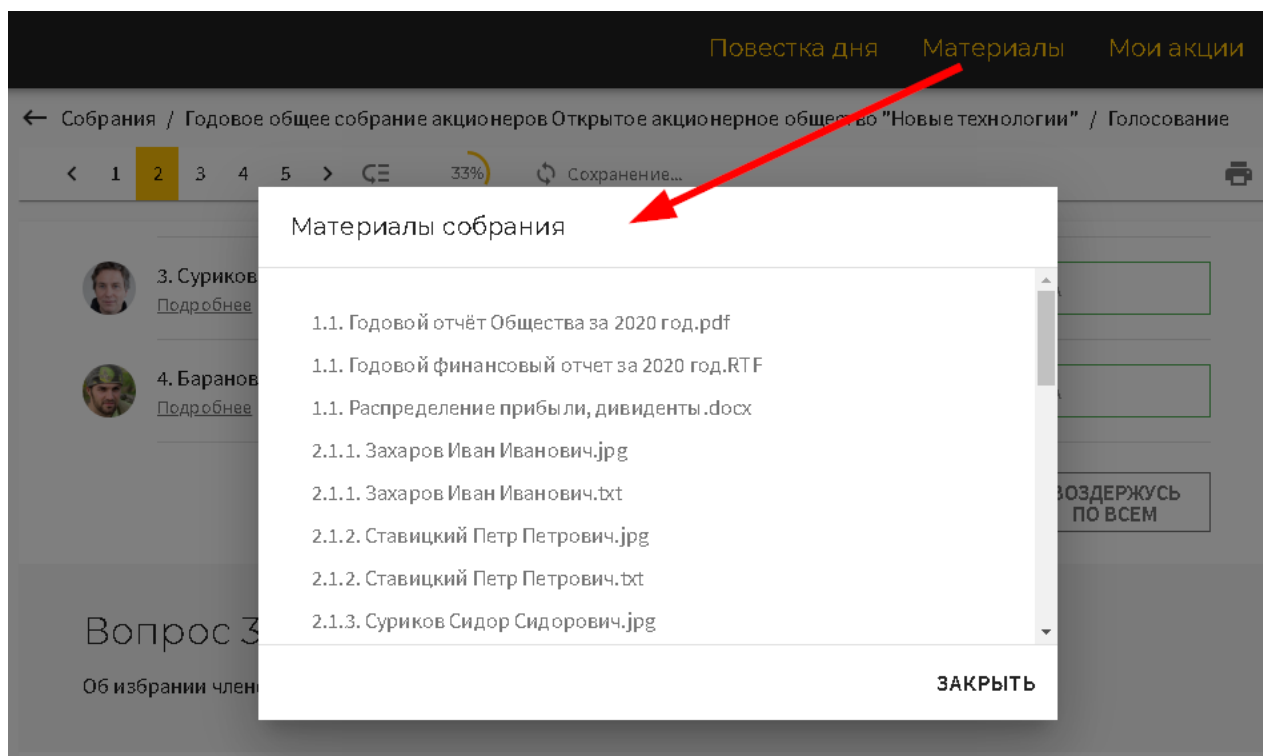 Повестка дня Материалы Мои акции
← Собрания / Годовое общее собрание акционеров Открытое акционерное общество "Новые технологии" / Голосование
< 1 2 3 4 5 > 33% Сохранение...
Материалы собрания
3. Суриков
Подробнее
1.1. Годовой отчёт Общества за 2020 год.pdf
1.1. Годовой финансовый отчет за 2020 год.RTF
4. Баранов
Подробнее
1.1. Распределение прибыли, дивиденты.docx
2.1.1. Захаров Иван Иванович.jpg
2.1.1. Захаров Иван Иванович.txt
2.1.2. Ставицкий Петр Петрович.jpg
2.1.2. Ставицкий Петр Петрович.txt
2.1.3. Суриков Сидор Сидорович.jpg
ВОЗДЕРЖУСЬ
ПО ВСЕМ
Вопрос 3
Об избрании член
ЗАКРЫТЬ